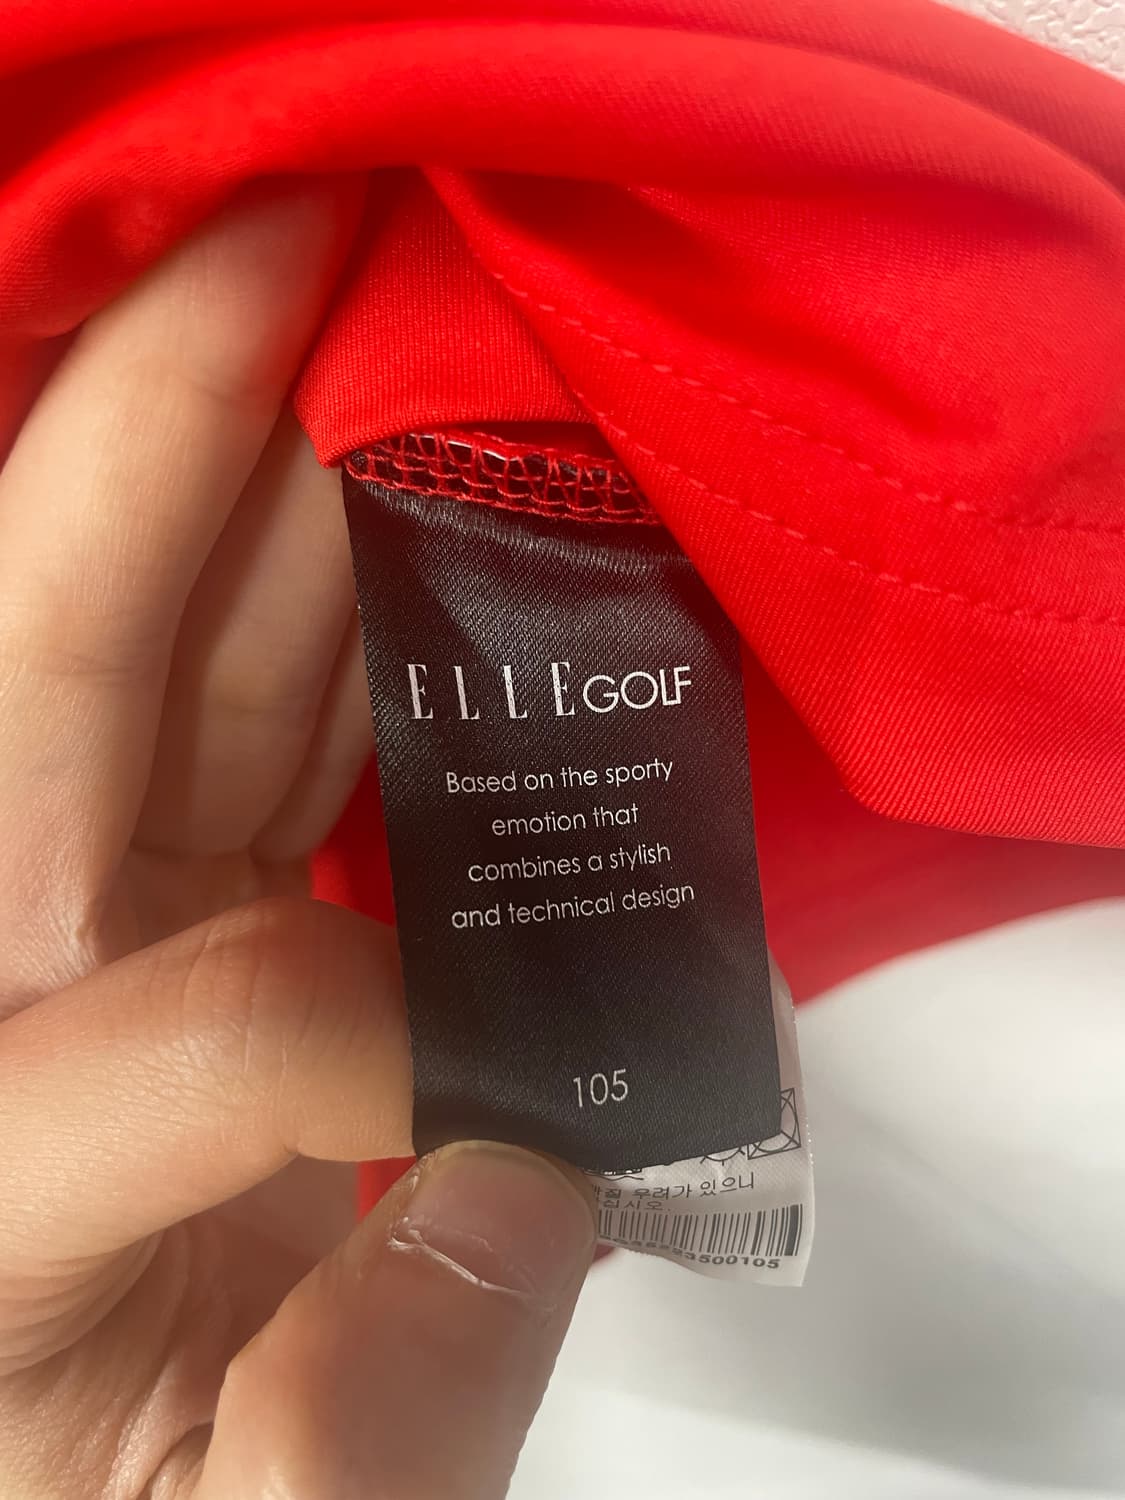 ELLE GOLF
Based on the sporty
emotion that
combines a stylish
and technical design
105
우려가 있으니
십시오.
3500105